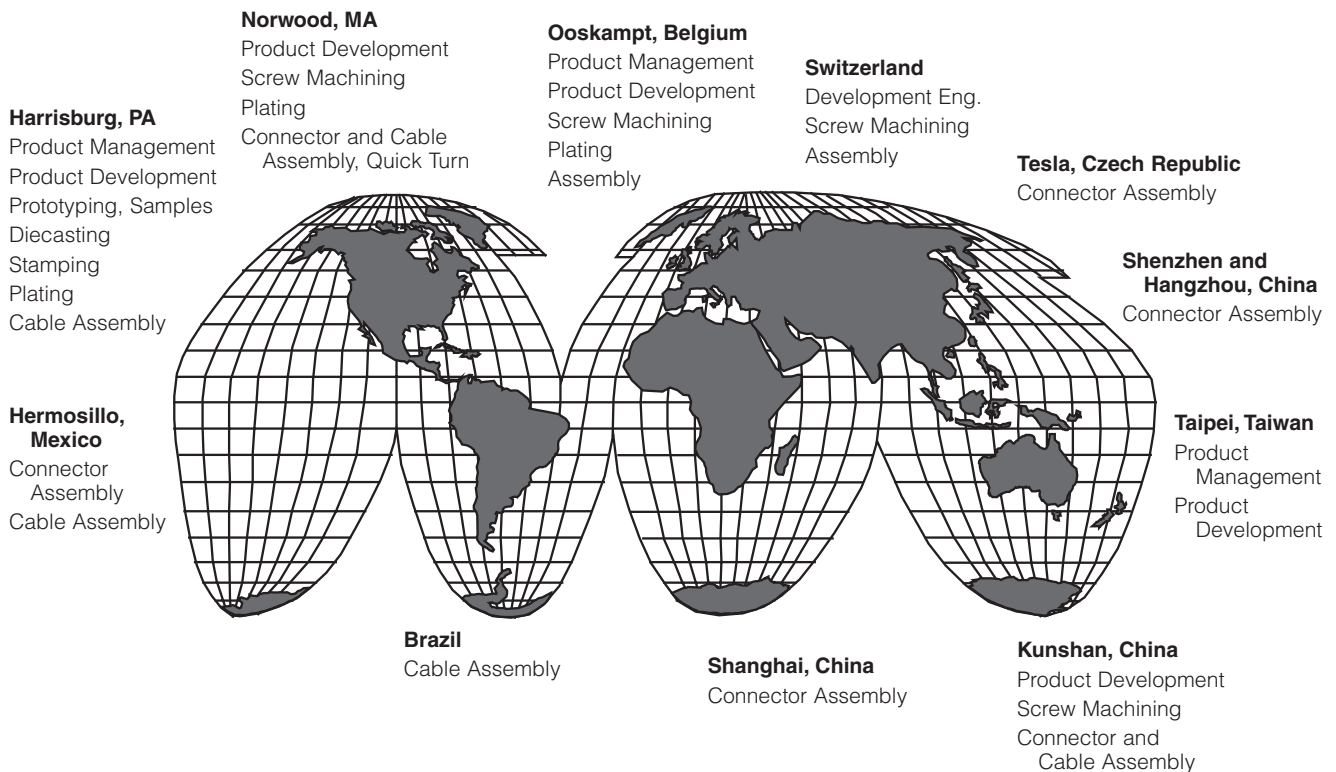 Norwood, MA
Product Development
Screw Machining
Plating
Connector and Cable
Assembly, Quick Turn
Ooskampt, Belgium
Product Management
Product Development
Screw Machining
Plating
Assembly
Switzerland
Development Eng.
Screw Machining
Assembly
Harrisburg, PA
Product Management
Product Development
Prototyping, Samples
Diecasting
Stamping
Plating
Cable Assembly
Tesla, Czech Republic
Connector Assembly
Shenzhen and
Hangzhou, China
Connector Assembly
Hermosillo,
Mexico
Connector
Assembly
Cable Assembly
Taipei, Taiwan
Product
Management
Product
Development
Brazil
Cable Assembly
Shanghai, China
Connector Assembly
Kunshan, China
Product Development
Screw Machining
Connector and
Cable Assembly